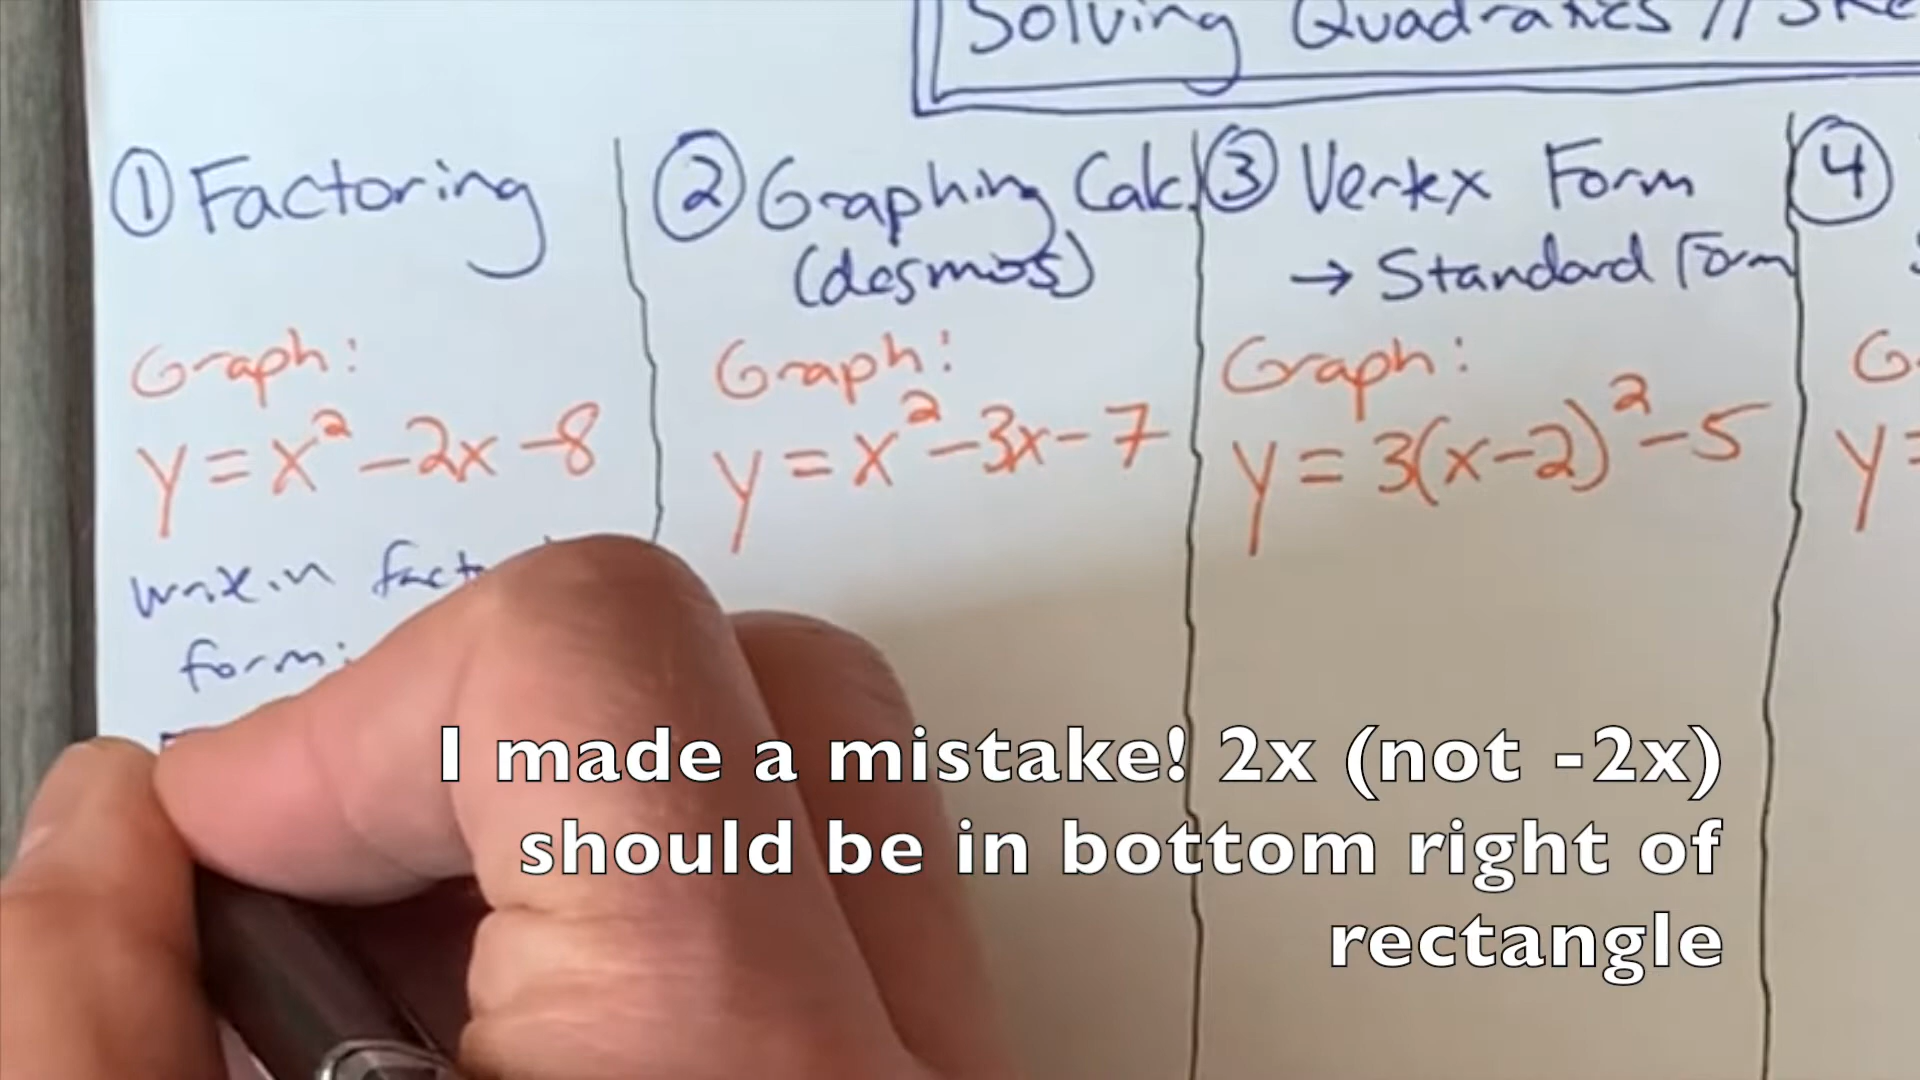 Solving Quadratics //
① Factoring
Graph:
y = x² - 2x - 8
write in
form:
② Graphing Calc.
(desmos)
Graph:
y = x² - 3x - 7
③ Vertex Form
→ Standard Form
Graph:
y = 3(x-2)² - 5
④
y =
I made a mistake! 2x (not -2x)
should be in bottom right of
rectangle